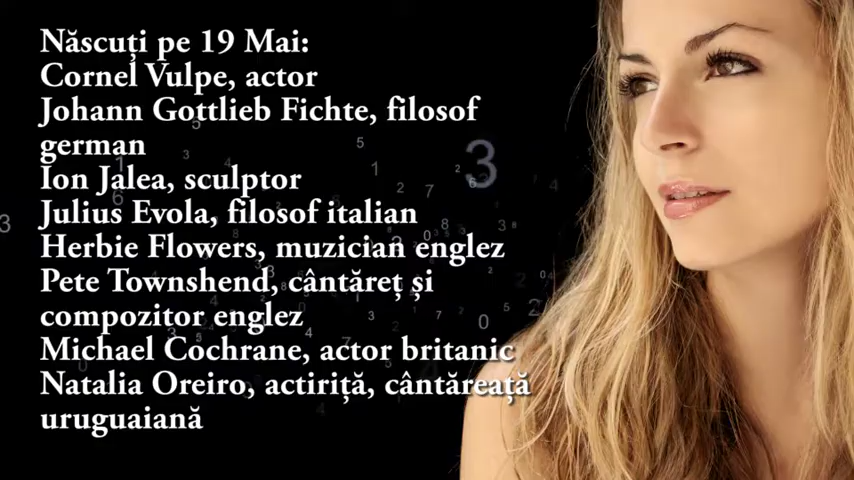 Născuți pe 19 Mai:
Cornel Vulpe, actor
Johann Gottlieb Fichte, filosof
german
Ion Jalea, sculptor
Julius Evola, filosof italian
Herbie Flowers, muzician englez
Pete Townshend, cântăreț și
compozitor englez
Michael Cochrane, actor britanic
Natalia Oreiro, actiriță, cântăreață
uruguaiană